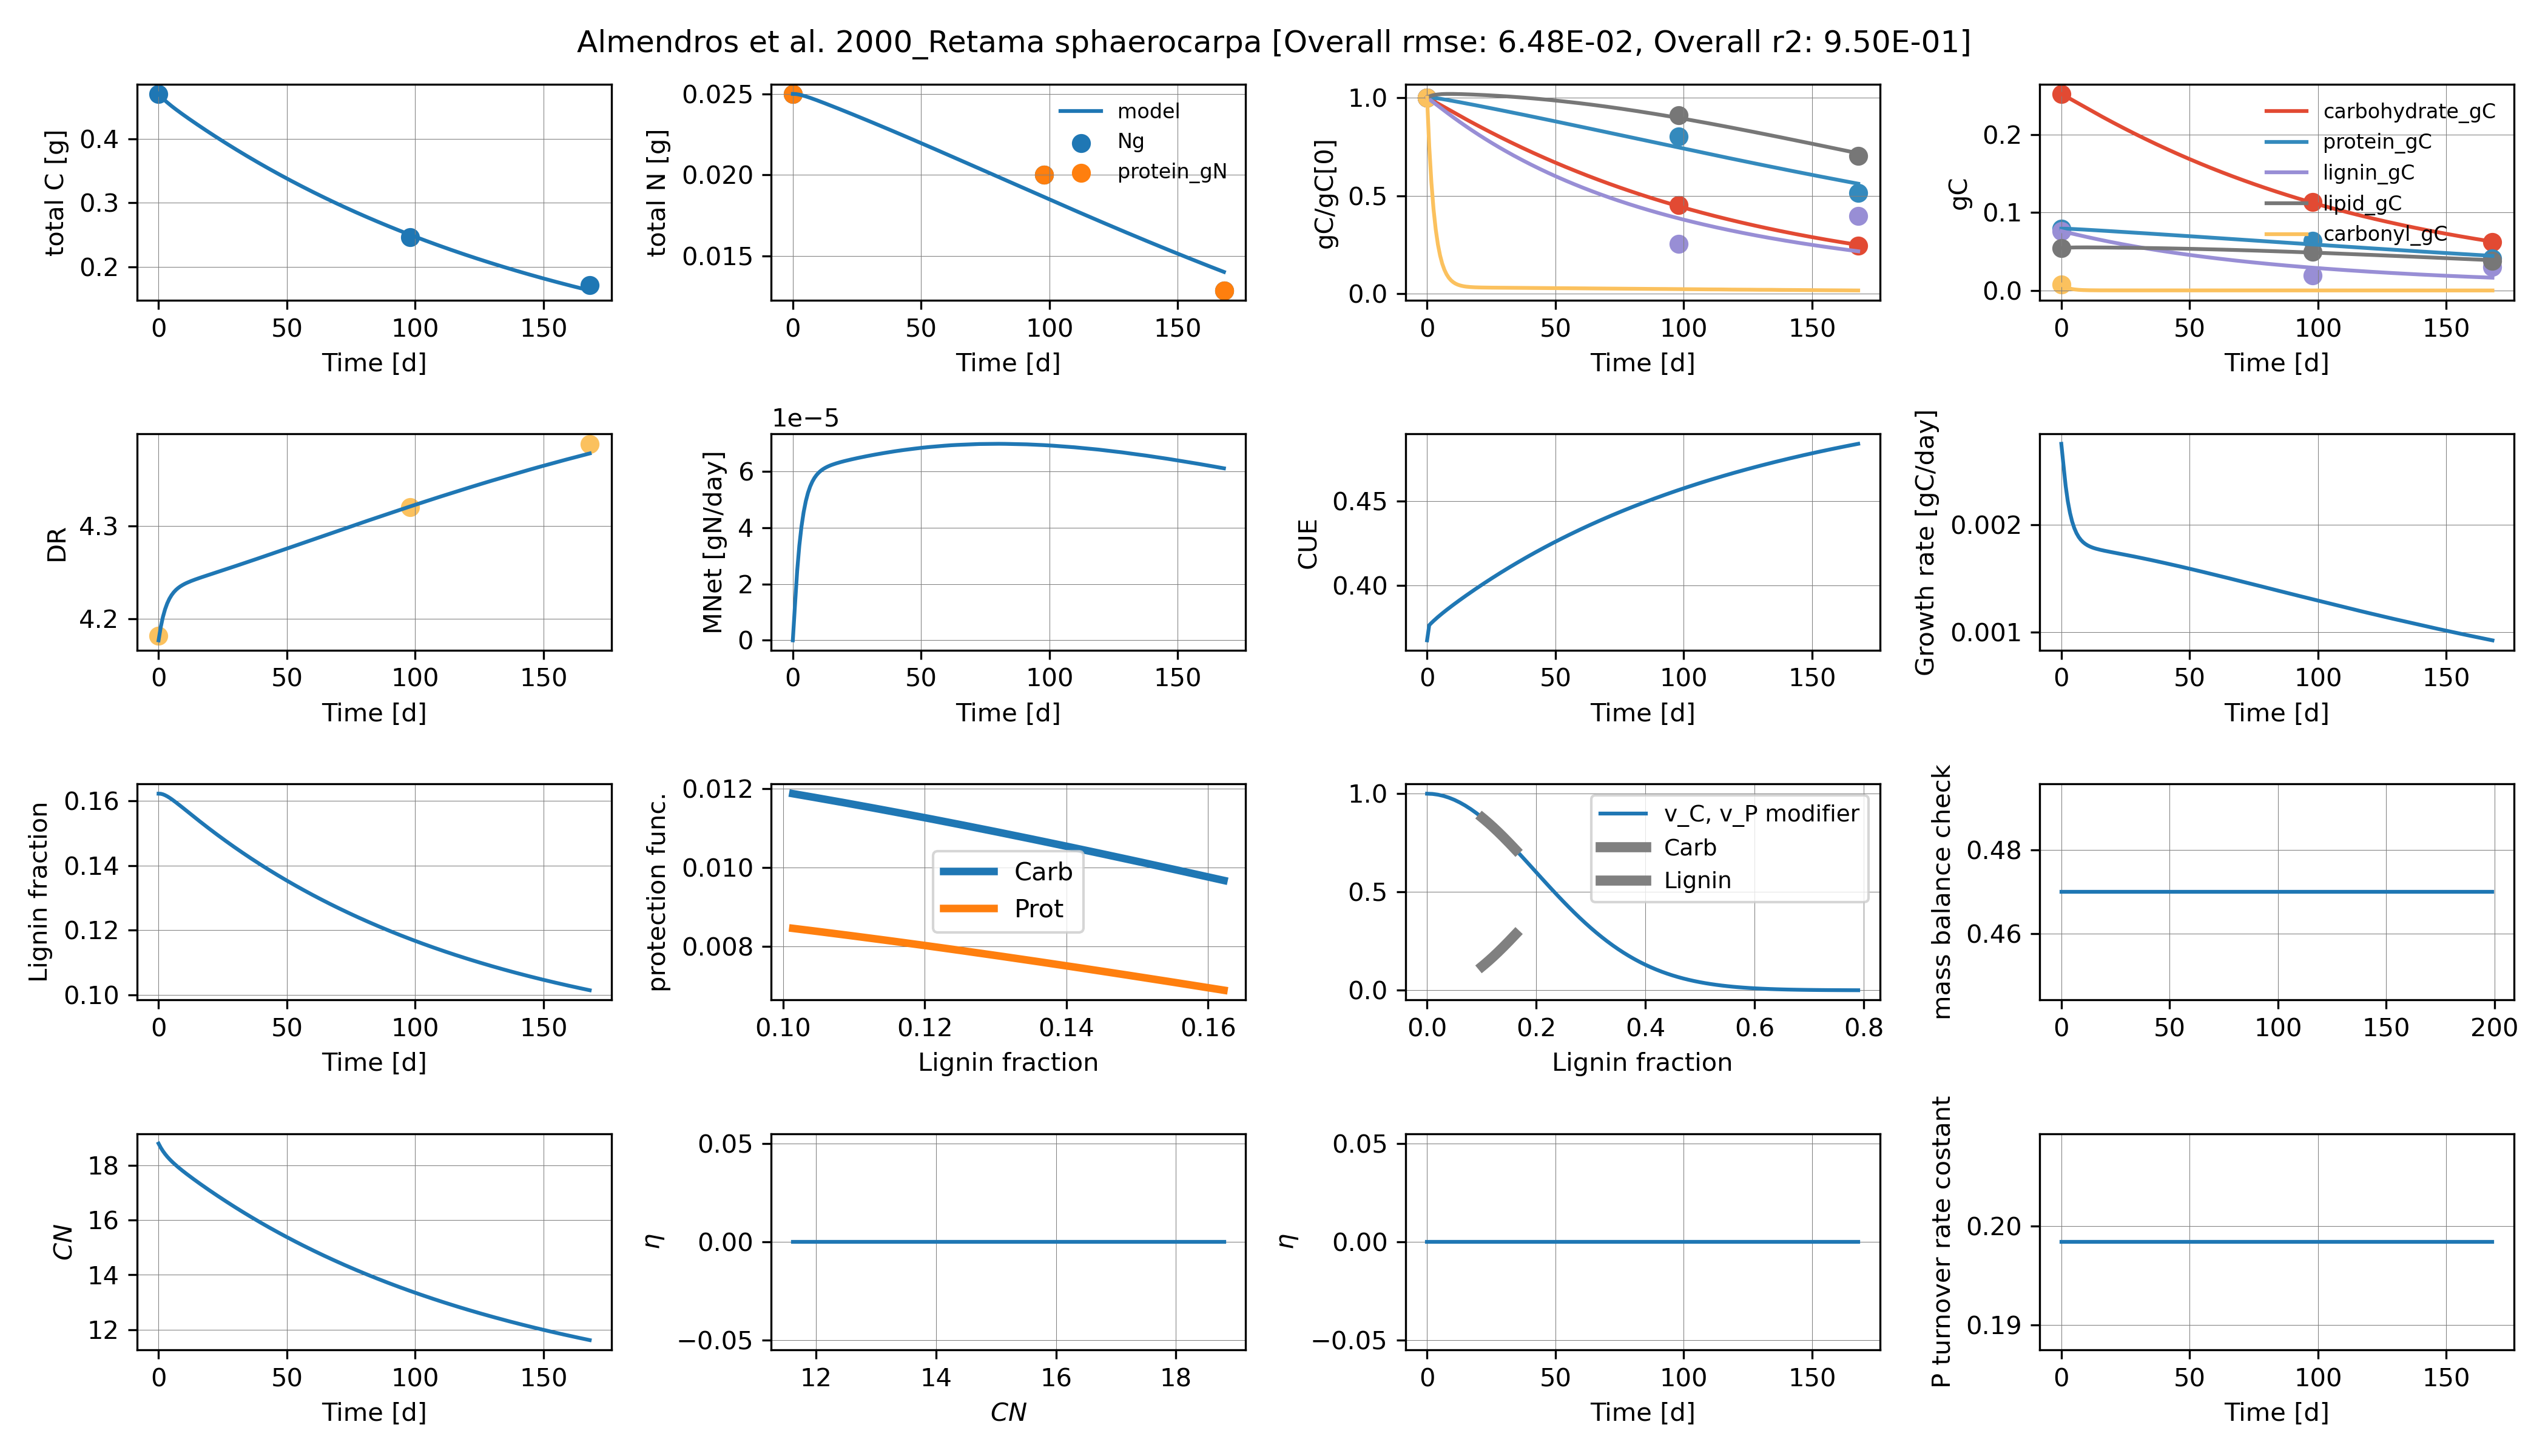 Almendros et al. 2000_Retama sphaerocarpa [Overall rmse: 6.48E-02, Overall r2: 9.50E-01]
total C [g]
0.4
0.3
0.2
0 50 100 150
Time [d]
total N [g]
0.025
0.020
0.015
model
Ng
protein_gN
0 50 100 150
Time [d]
gC/gC[0]
1.0
0.5
0.0
0 50 100 150
Time [d]
gC
0.2
0.1
0.0
carbohydrate_gC
protein_gC
lignin_gC
lipid_gC
carbonyl_gC
0 50 100 150
Time [d]
DR
4.3
4.2
0 50 100 150
Time [d]
1e−5
MNet [gN/day]
6
4
2
0
0 50 100 150
Time [d]
CUE
0.45
0.40
0 50 100 150
Time [d]
Growth rate [gC/day]
0.002
0.001
0 50 100 150
Time [d]
Lignin fraction
0.16
0.14
0.12
0.10
0 50 100 150
Time [d]
protection func.
0.012
0.010
0.008
Carb
Prot
0.10 0.12 0.14 0.16
Lignin fraction
1.0
0.5
0.0
v_C, v_P modifier
Carb
Lignin
0.0 0.2 0.4 0.6 0.8
Lignin fraction
mass balance check
0.48
0.46
0 50 100 150 200
CN
18
16
14
12
0 50 100 150
Time [d]
η
0.05
0.00
−0.05
12 14 16 18
CN
η
0.05
0.00
−0.05
0 50 100 150
Time [d]
P turnover rate costant
0.20
0.19
0 50 100 150
Time [d]